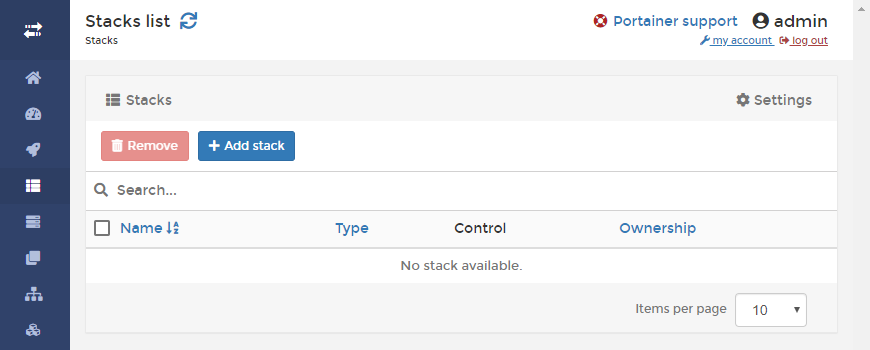 Stacks list
Portainer support
admin
Stacks
my account
log out
Stacks
Settings
Remove
Add stack
Search...
Name
Type
Control
Ownership
No stack available.
Items per page
10